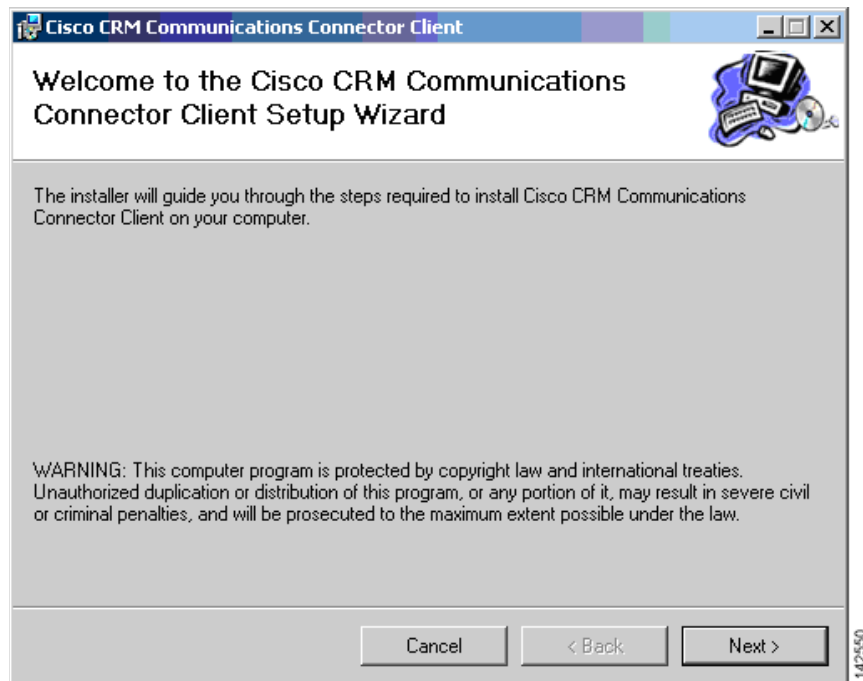 Cisco CRM Communications Connector Client
Welcome to the Cisco CRM Communications
Connector Client Setup Wizard
The installer will guide you through the steps required to install Cisco CRM Communications
Connector Client on your computer.
WARNING: This computer program is protected by copyright law and international treaties.
Unauthorized duplication or distribution of this program, or any portion of it, may result in severe civil
or criminal penalties, and will be prosecuted to the maximum extent possible under the law.
Cancel
< Back
Next >
142550